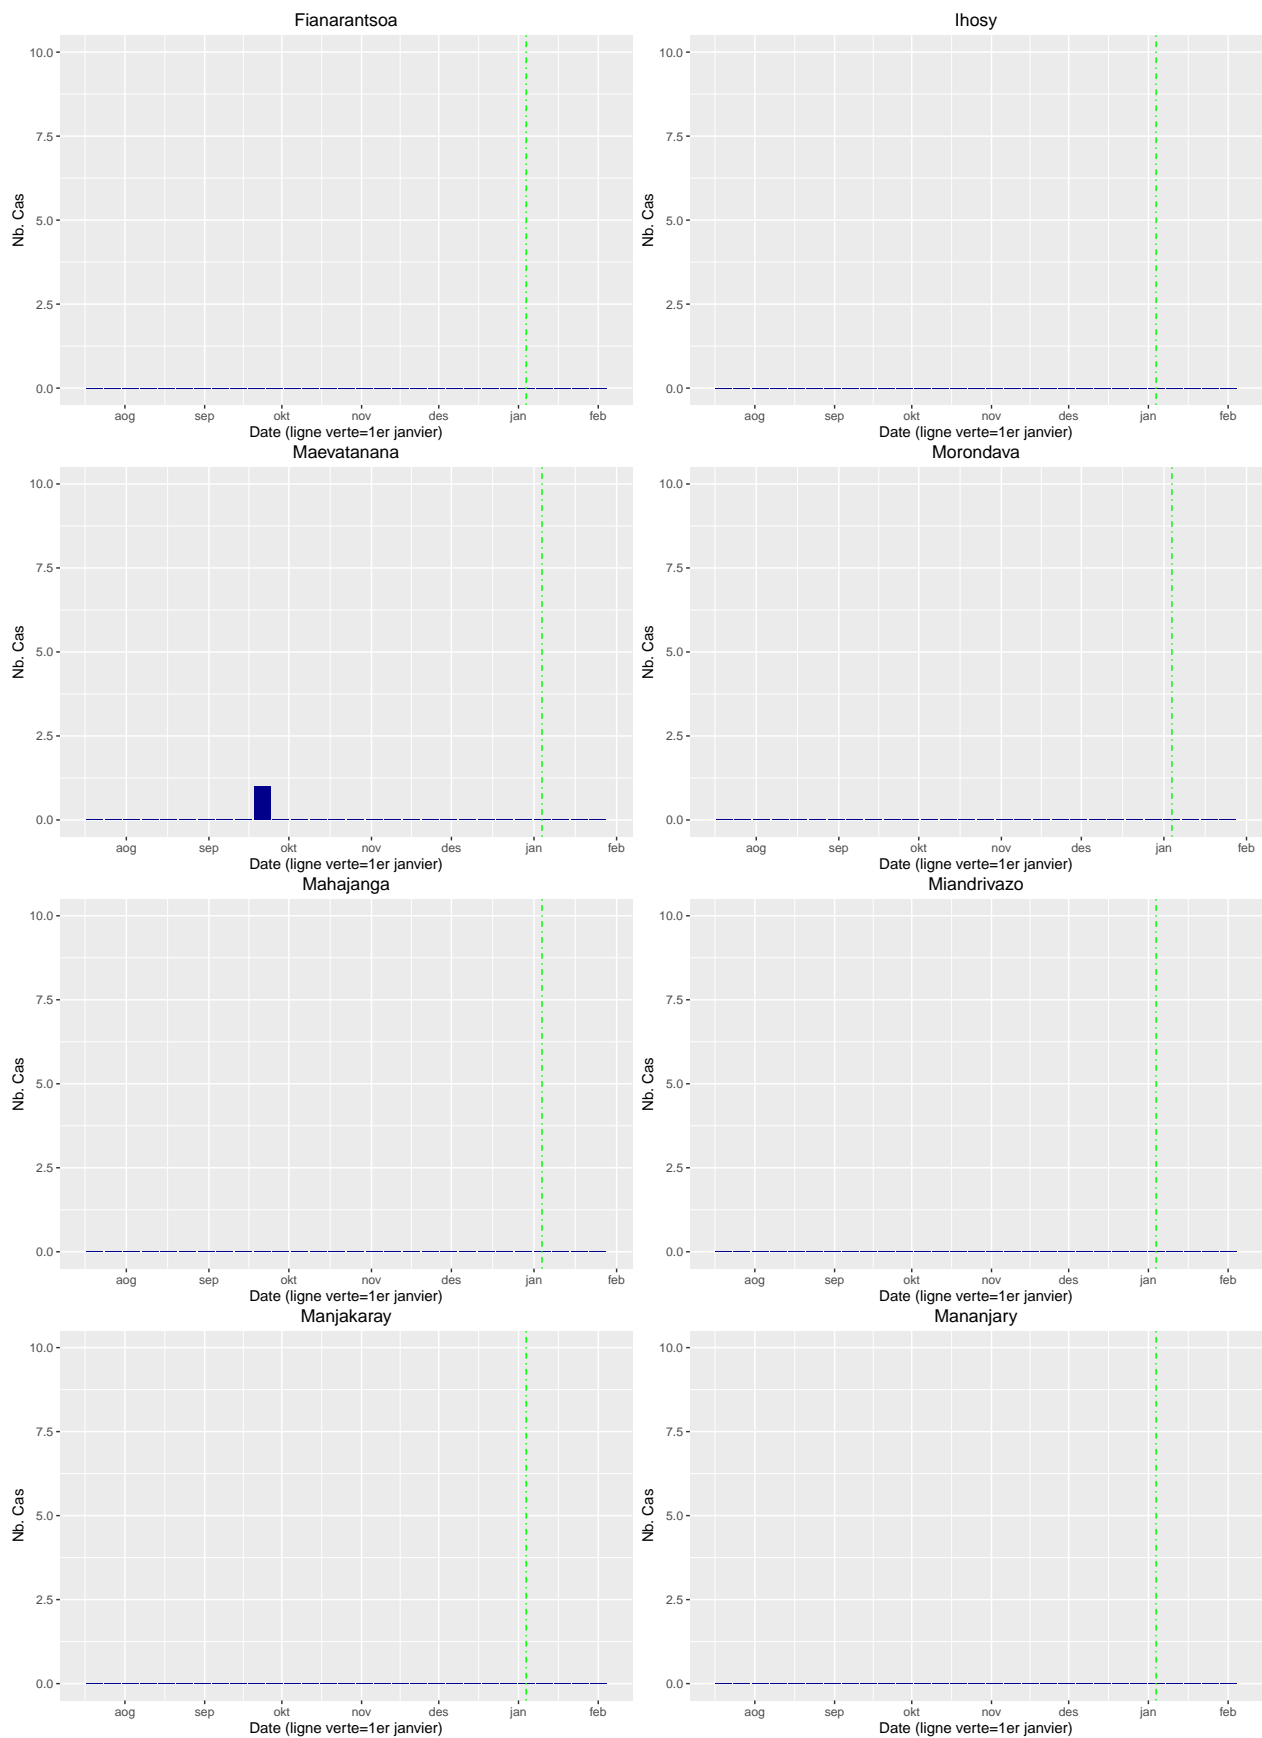 Fianarantsoa
10.0
7.5
5.0
2.5
0.0
Nb. Cas
aog sep okt nov des jan feb
Date (ligne verte=1er janvier)
Ihosy
10.0
7.5
5.0
2.5
0.0
Nb. Cas
aog sep okt nov des jan feb
Date (ligne verte=1er janvier)
Maevatanana
10.0
7.5
5.0
2.5
0.0
Nb. Cas
aog sep okt nov des jan feb
Date (ligne verte=1er janvier)
Morondava
10.0
7.5
5.0
2.5
0.0
Nb. Cas
aog sep okt nov des jan feb
Date (ligne verte=1er janvier)
Mahajanga
10.0
7.5
5.0
2.5
0.0
Nb. Cas
aog sep okt nov des jan feb
Date (ligne verte=1er janvier)
Miandrivazo
10.0
7.5
5.0
2.5
0.0
Nb. Cas
aog sep okt nov des jan feb
Date (ligne verte=1er janvier)
Manjakaray
10.0
7.5
5.0
2.5
0.0
Nb. Cas
aog sep okt nov des jan feb
Date (ligne verte=1er janvier)
Mananjary
10.0
7.5
5.0
2.5
0.0
Nb. Cas
aog sep okt nov des jan feb
Date (ligne verte=1er janvier)